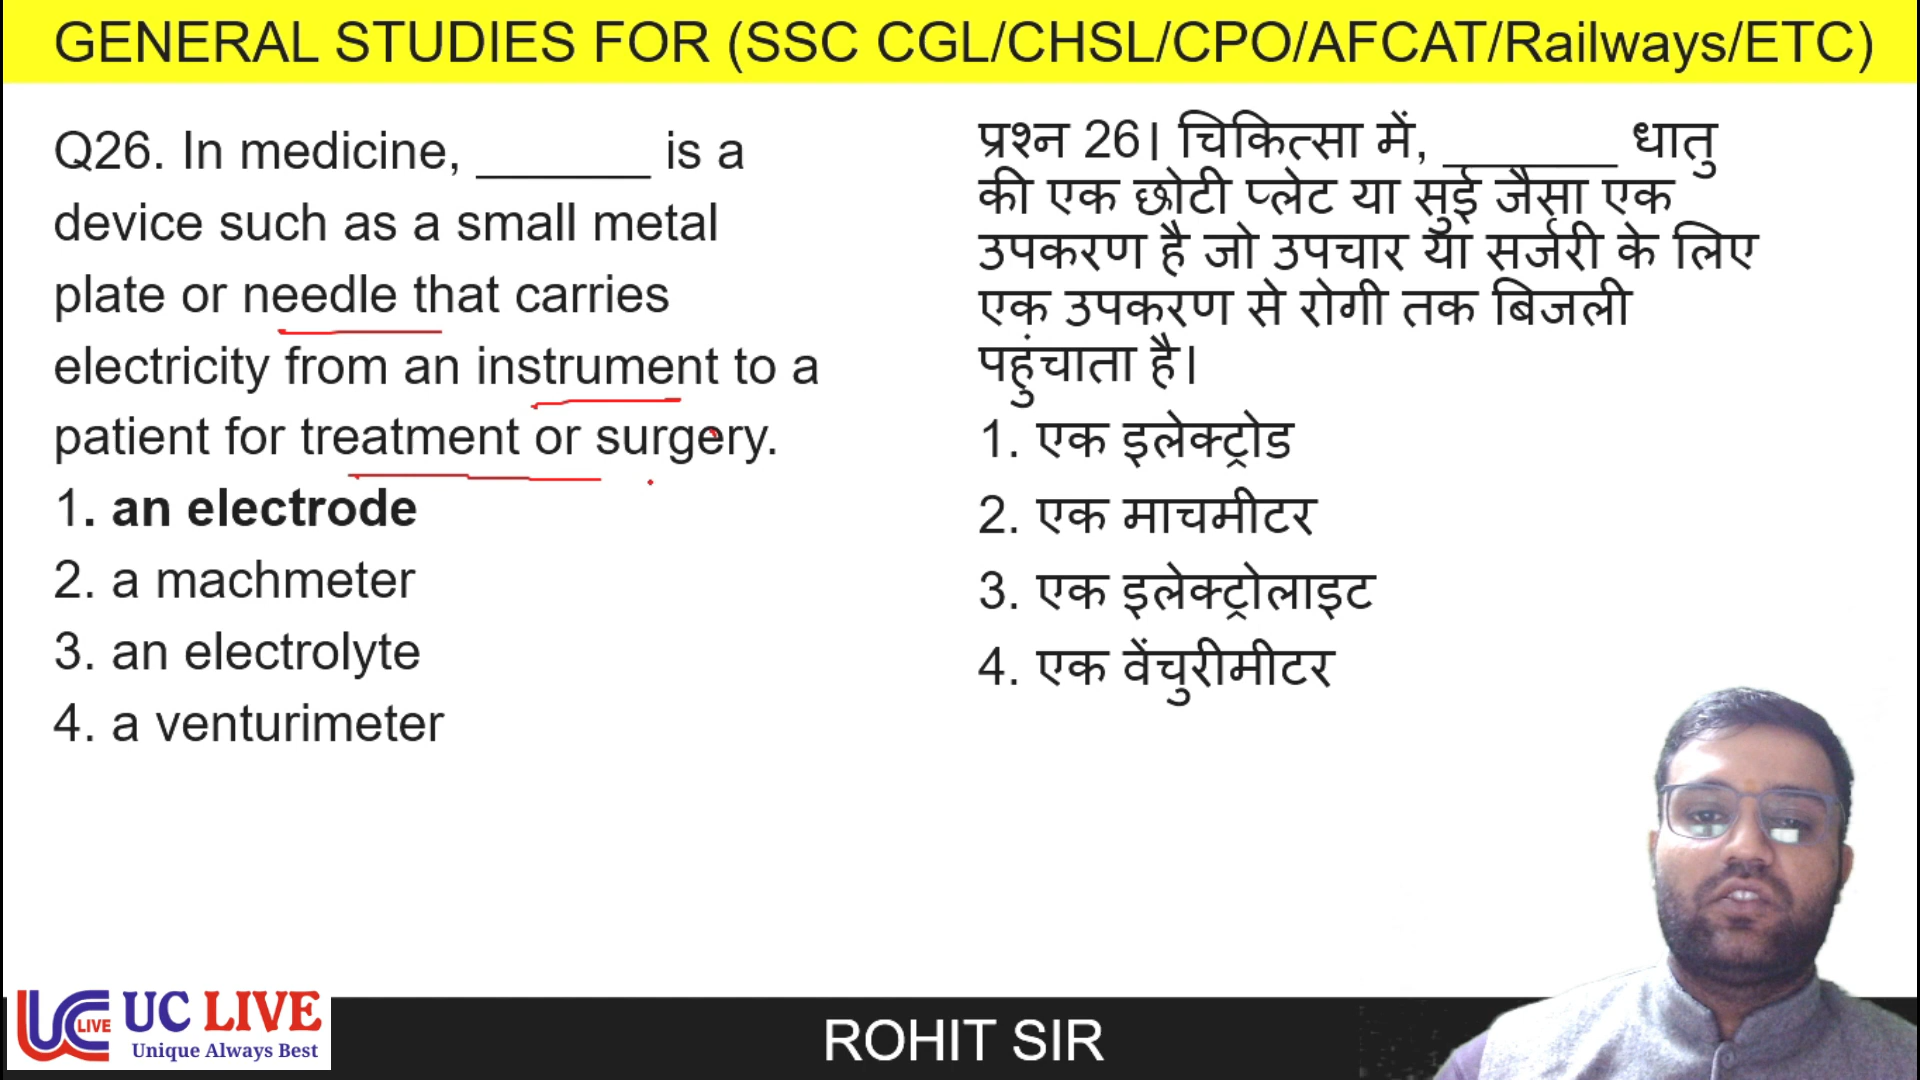 GENERAL STUDIES FOR (SSC CGL/CHSL/CPO/AFCAT/Railways/ETC)
Q26. In medicine, ______ is a
device such as a small metal
plate or needle that carries
electricity from an instrument to a
patient for treatment or surgery.
1. an electrode
2. a machmeter
3. an electrolyte
4. a venturimeter
प्रश्न 26। चिकित्सा में, ______ धातु
की एक छोटी प्लेट या सुई जैसा एक
उपकरण है जो उपचार या सर्जरी के लिए
एक उपकरण से रोगी तक बिजली
पहुंचाता है।
1. एक इलेक्ट्रोड
2. एक माचमीटर
3. एक इलेक्ट्रोलाइट
4. एक वेंचुरीमीटर
UC LIVE UC LIVE
Unique Always Best
ROHIT SIR